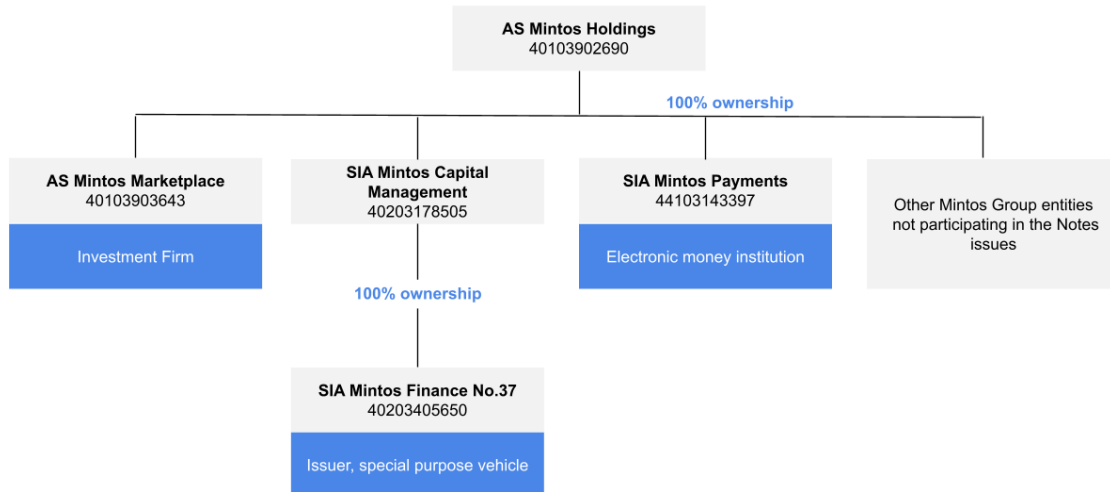 AS Mintos Holdings
40103902690
100% ownership
AS Mintos Marketplace
40103903643
Investment Firm
SIA Mintos Capital
Management
40203178505
SIA Mintos Payments
44103143397
Electronic money institution
Other Mintos Group entities
not participating in the Notes
issues
100% ownership
SIA Mintos Finance No.37
40203405650
Issuer, special purpose vehicle